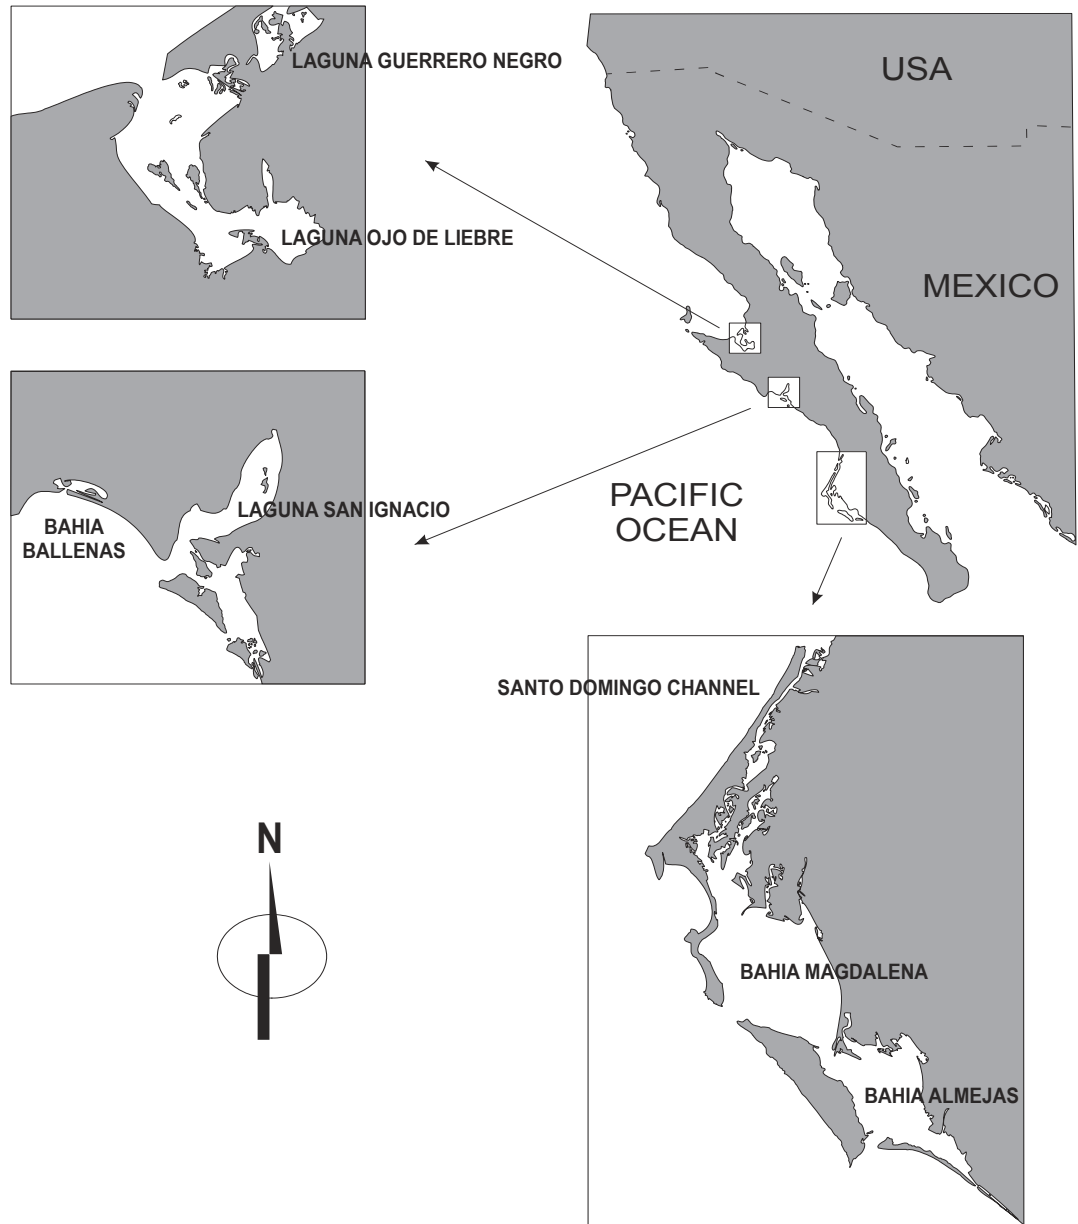 LAGUNA GUERRERO NEGRO
LAGUNA OJO DE LIEBRE
USA
MEXICO
PACIFIC
OCEAN
LAGUNA SAN IGNACIO
BAHIA
BALLENAS
SANTO DOMINGO CHANNEL
N
BAHIA MAGDALENA
BAHIA ALMEJAS